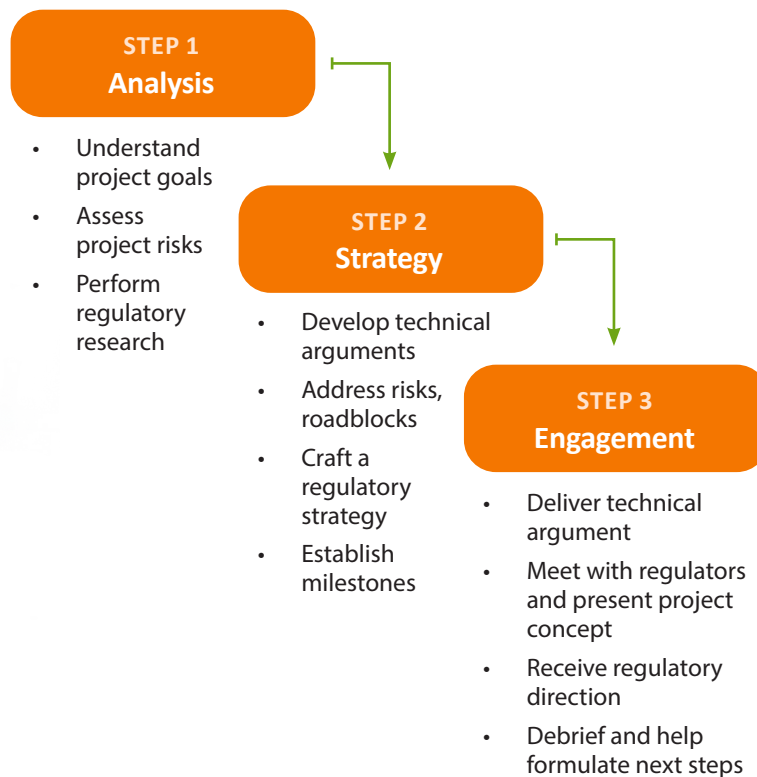 STEP 1
Analysis
• Understand
project goals
• Assess
project risks
• Perform
regulatory
research
STEP 2
Strategy
• Develop technical
arguments
• Address risks,
roadblocks
• Craft a
regulatory
strategy
• Establish
milestones
STEP 3
Engagement
• Deliver technical
argument
• Meet with regulators
and present project
concept
• Receive regulatory
direction
• Debrief and help
formulate next steps